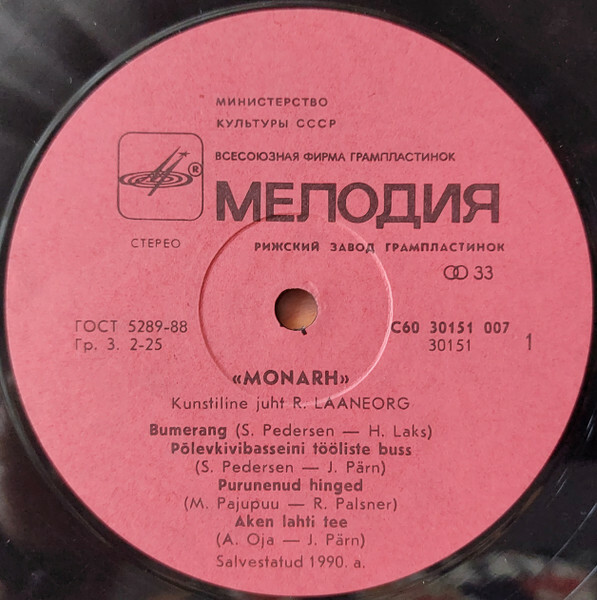 МИНИСТЕРСТВО
КУЛЬТУРЫ СССР
ВСЕСОЮЗНАЯ ФИРМА ГРАМПЛАСТИНОК
®
МЕЛОДИЯ
СТЕРЕО
РИЖСКИЙ ЗАВОД ГРАМПЛАСТИНОК
33
ГОСТ 5289-88
С60 30151 007
Гр. 3. 2-25
30151
1
«MONARH»
Kunstiline juht R. LAANEORG
Bumerang (S. Pedersen — H. Laks)
Põlevkivibasseini tööliste buss
(S. Pedersen — J. Pärn)
Purunenud hinged
(M. Pajupuu — R. Palsner)
Aken lahti tee
(A. Oja — J. Pärn)
Salvestatud 1990. a.